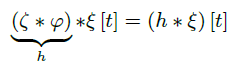 (ζ ∗ φ) ∗ξ [t] = (h ∗ ξ) [t]
h